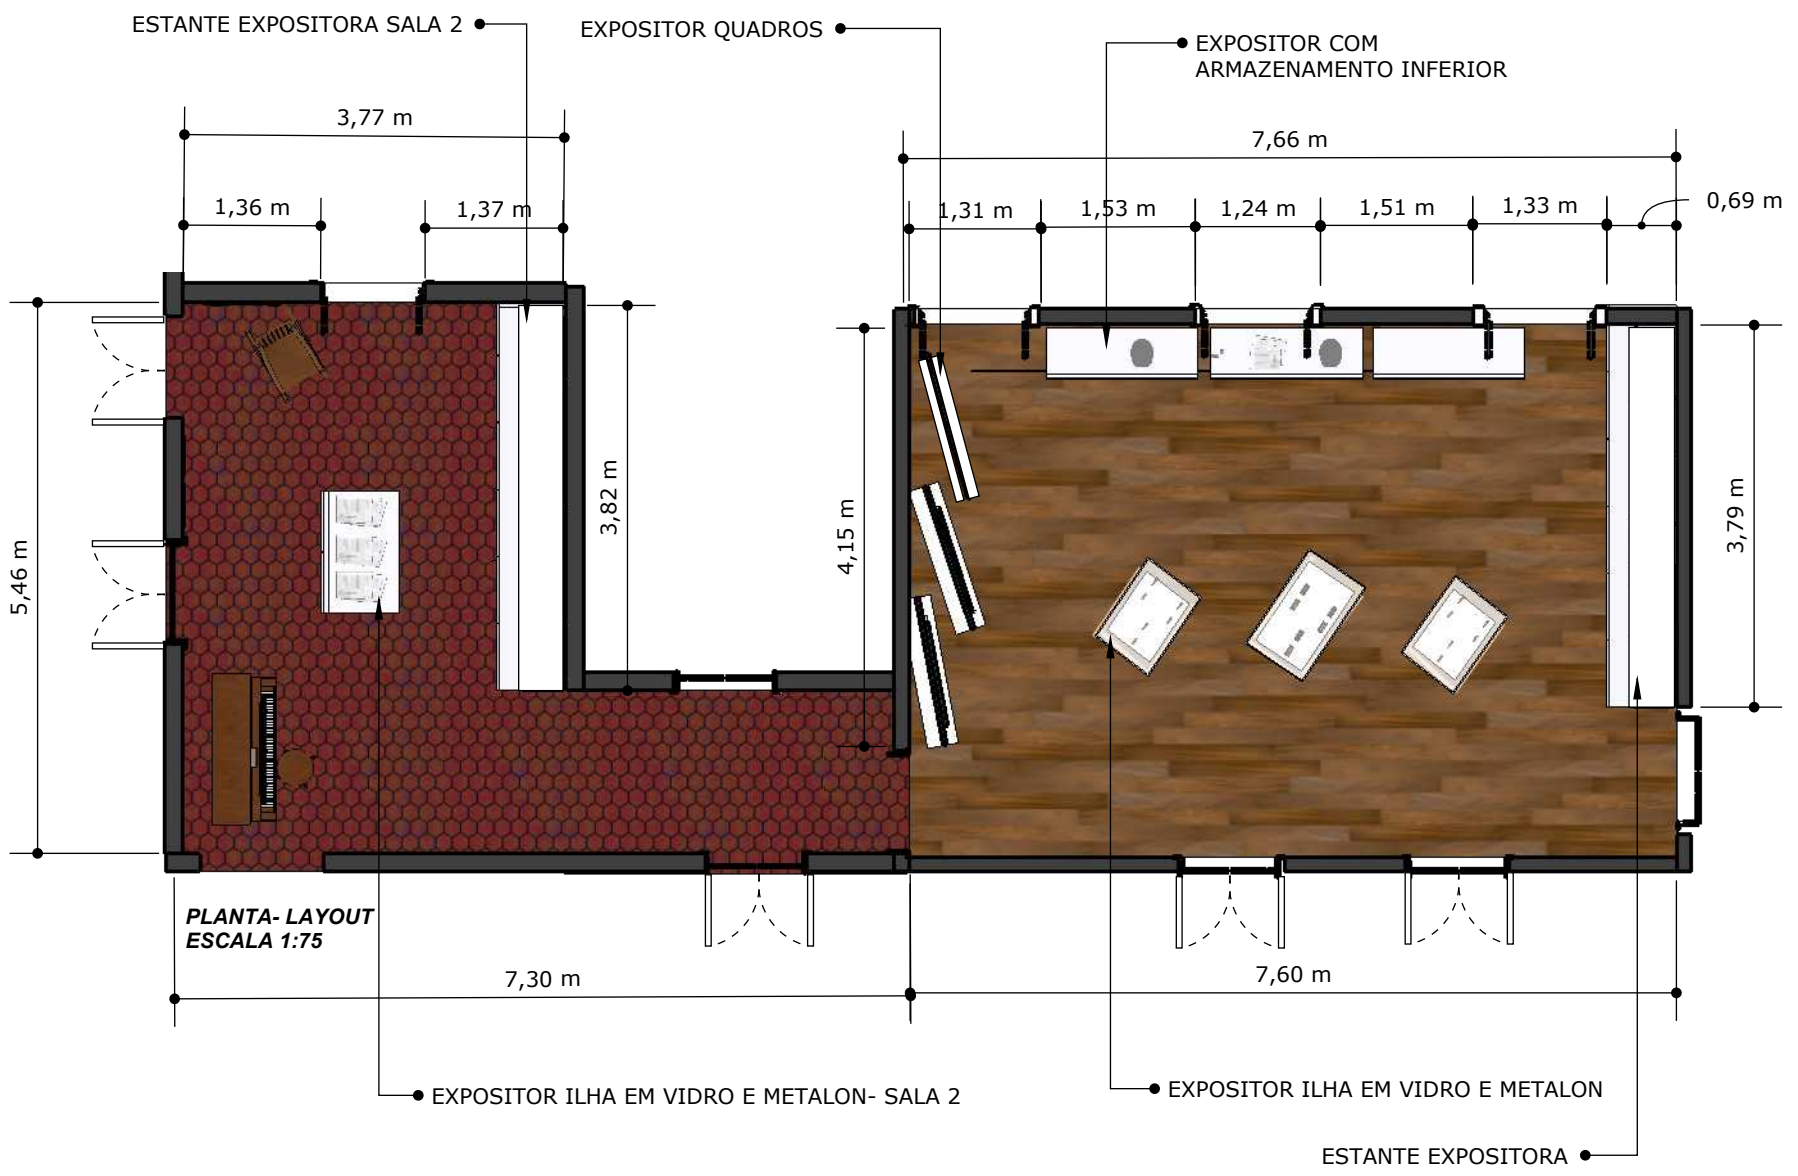 ESTANTE EXPOSITORA SALA 2
EXPOSITOR QUADROS
EXPOSITOR COM
ARMAZENAMENTO INFERIOR
3,77 m
7,66 m
1,36 m
1,37 m
1,31 m
1,53 m
1,24 m
1,51 m
1,33 m
0,69 m
5,46 m
3,82 m
4,15 m
3,79 m
PLANTA- LAYOUT
ESCALA 1:75
7,30 m
7,60 m
EXPOSITOR ILHA EM VIDRO E METALON- SALA 2
EXPOSITOR ILHA EM VIDRO E METALON
ESTANTE EXPOSITORA